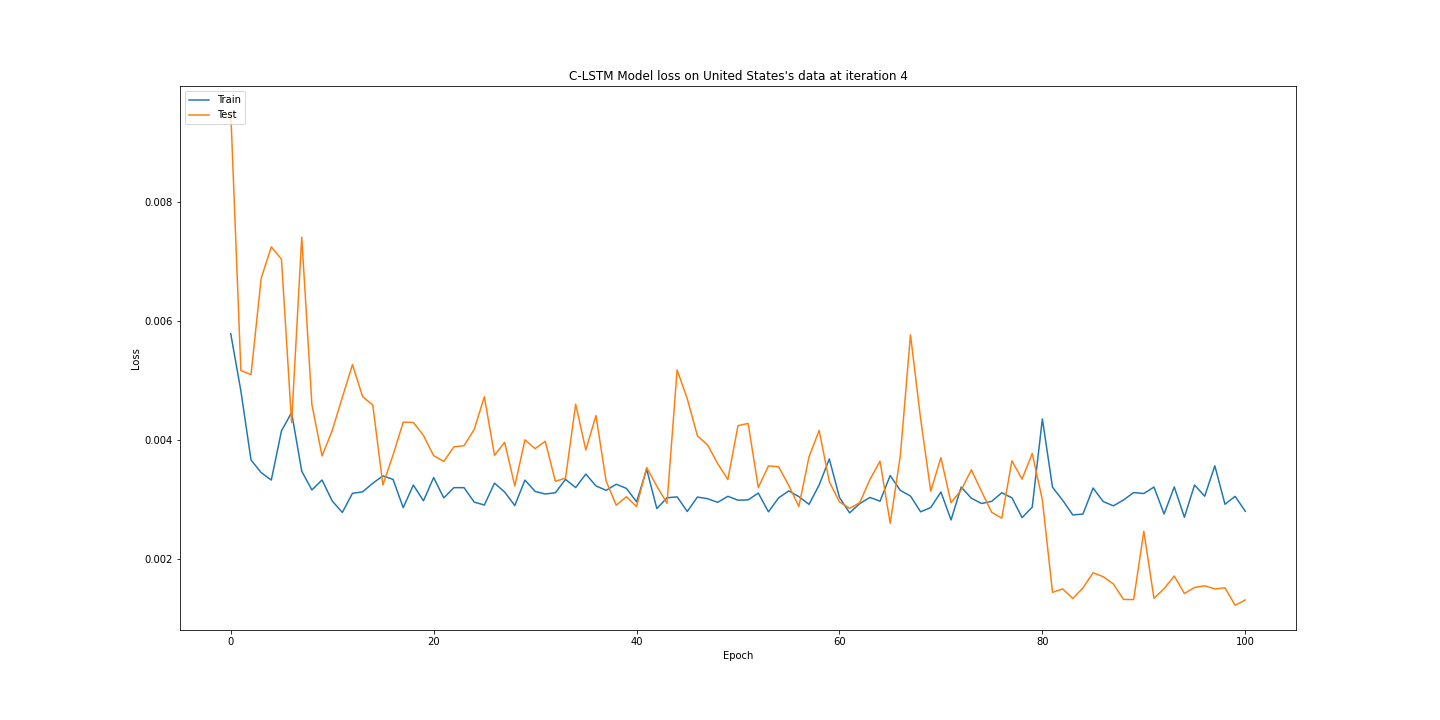 C-LSTM Model loss on United States's data at iteration 4
Train
Test
0.008
0.006
0.004
0.002
Loss
0 20 40 60 80 100
Epoch